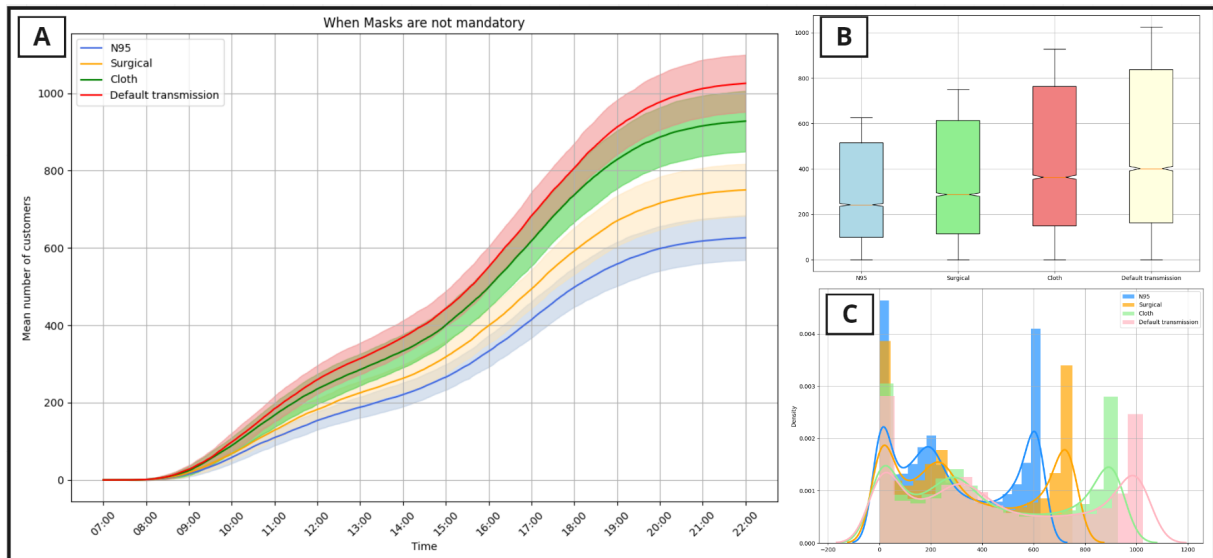 A
When Masks are not mandatory
N95
Surgical
Cloth
Default transmission
1000
800
600
400
200
0
Mean number of customers
07:00 08:00 09:00 10:00 11:00 12:00 13:00 14:00 15:00 16:00 17:00 18:00 19:00 20:00 21:00 22:00
Time
B
1000
800
600
400
200
0
N95 Surgical Cloth Default transmission
C
N95
Surgical
Cloth
Default transmission
0.004
0.003
0.002
0.001
0.000
Density
-200 0 200 400 600 800 1000 1200